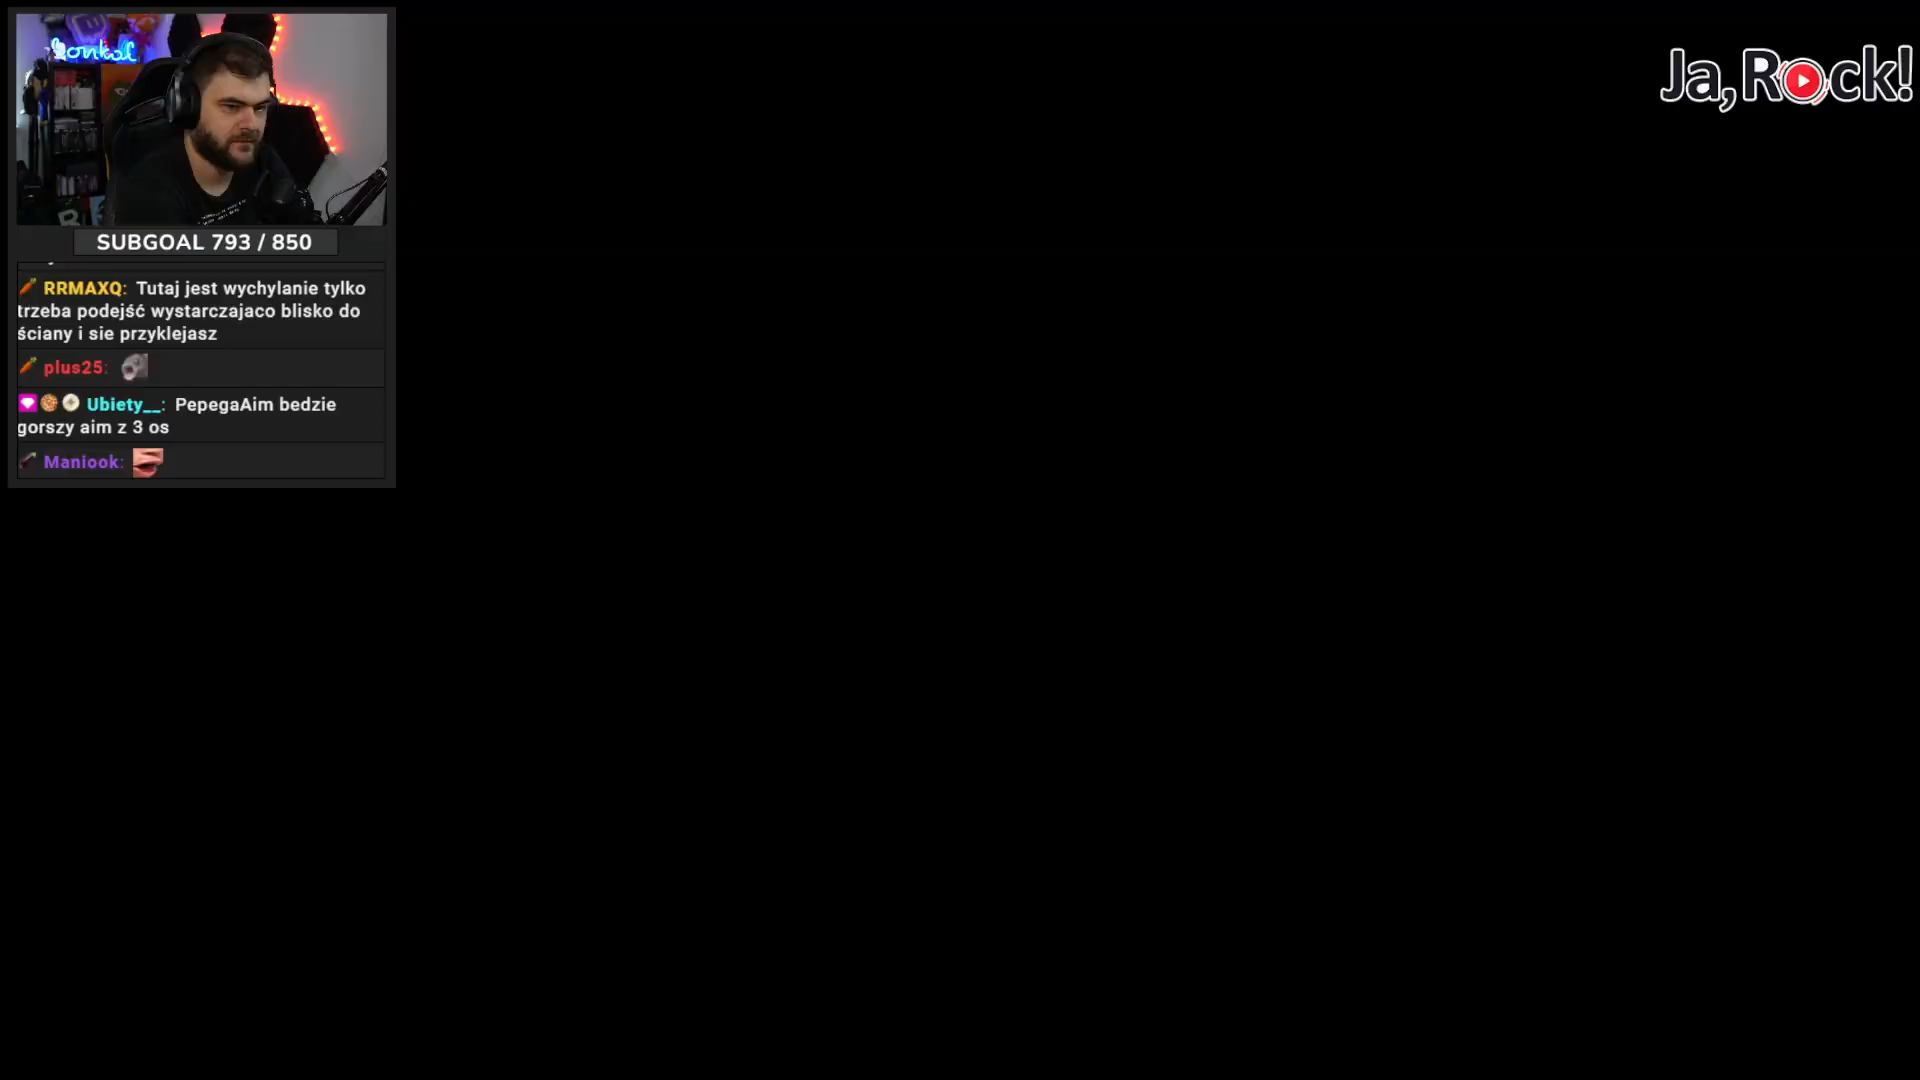 Ja, Rock!
SUBGOAL 793 / 850
RRMAXQ: Tutaj jest wychylanie tylko
trzeba podejść wystarczajaco blisko do
ściany i sie przyklejasz
plus25:
Ubiety__: PepegaAim bedzie
gorszy aim z 3 os
Maniook: